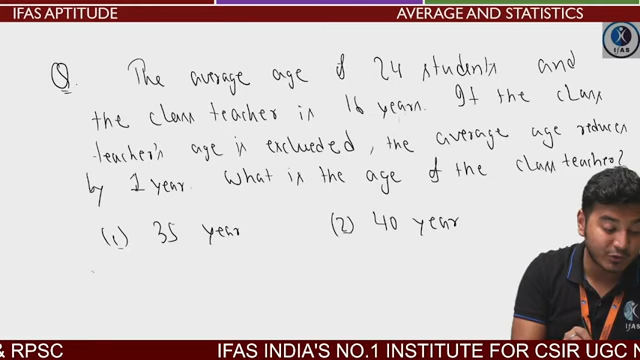 IFAS APTITUDE AVERAGE AND STATISTICS
IFAS
Q. The average age of 24 students and
the class teacher is 16 years. If the class
teacher's age is excluded, the average age reduces
by 1 year. What is the age of the class teacher?
(1) 35 year (2) 40 year
IFAS
& RPSC IFAS INDIA'S NO.1 INSTITUTE FOR CSIR UGC N